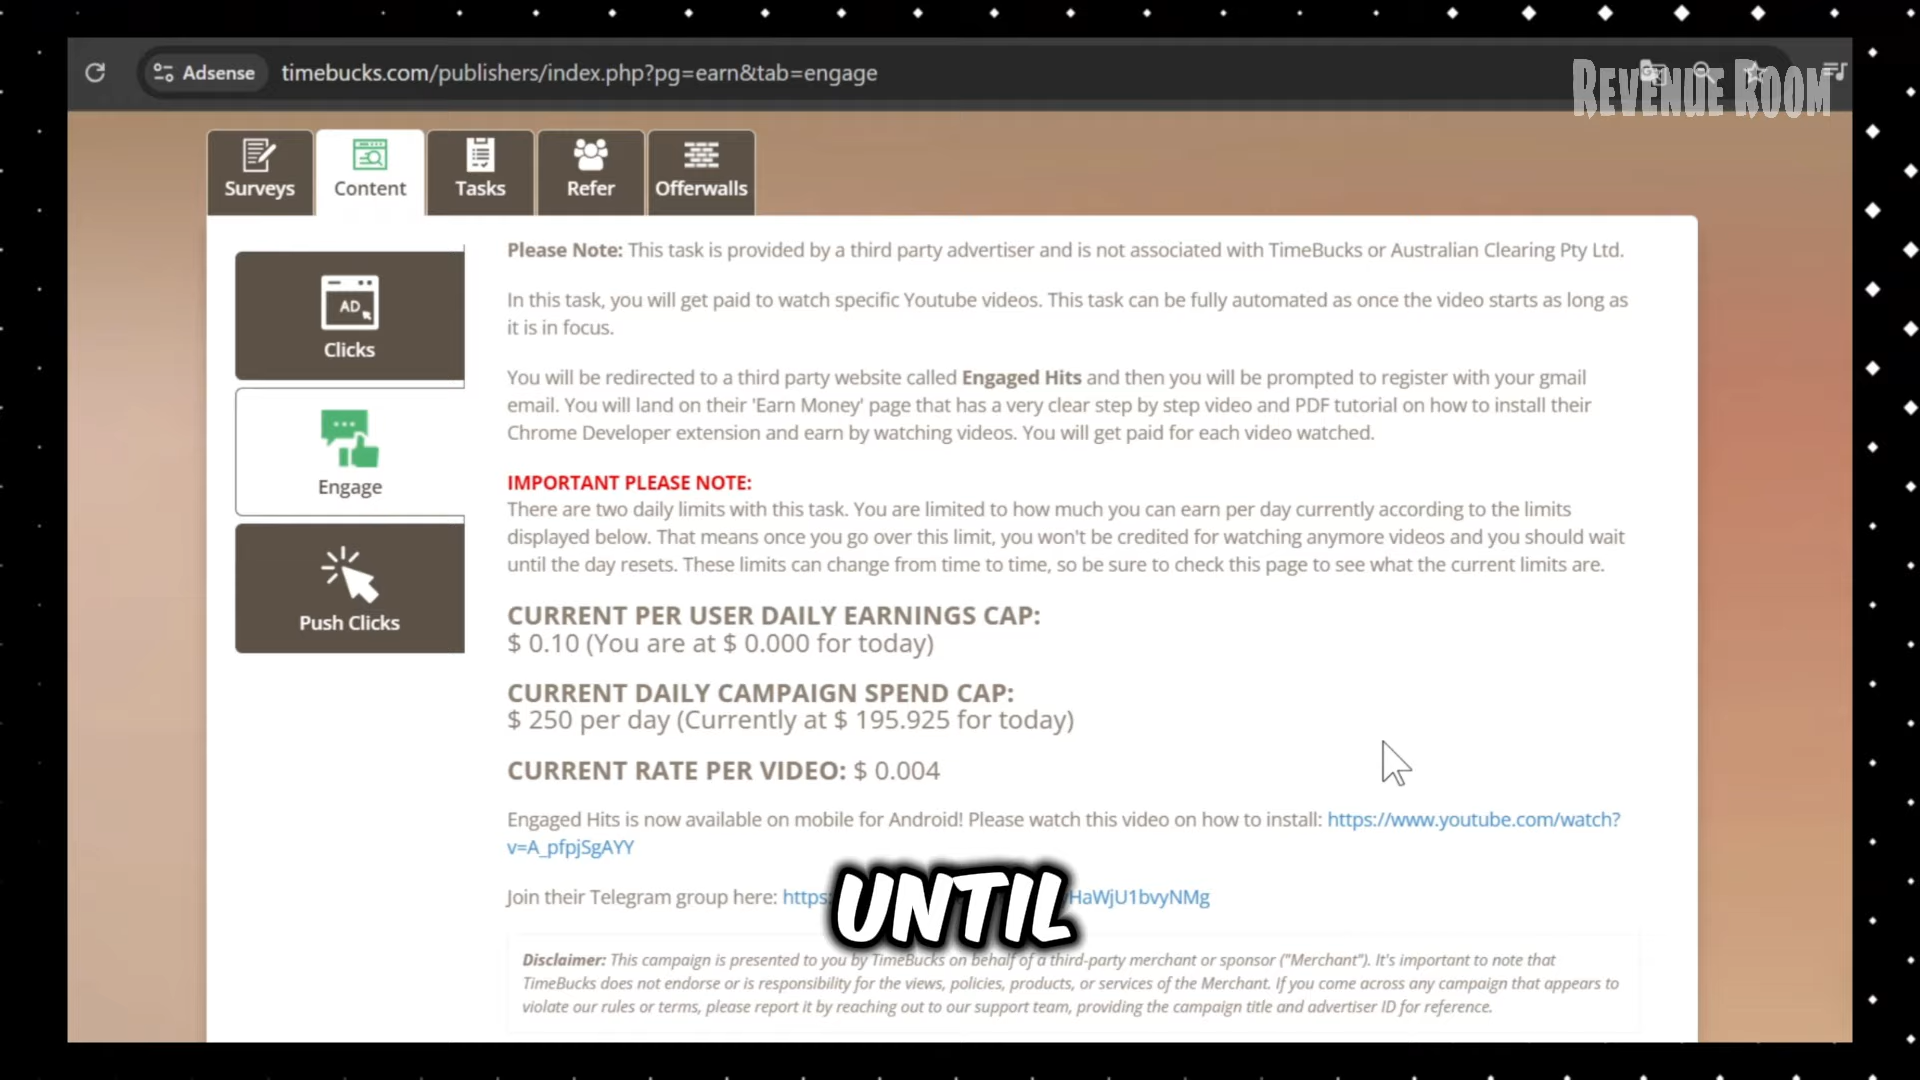 Adsense timebucks.com/publishers/index.php?pg=earn&tab=engage
REVENUE ROOM
Surveys Content Tasks Refer Offerwalls
Please Note: This task is provided by a third party advertiser and is not associated with TimeBucks or Australian Clearing Pty Ltd.
In this task, you will get paid to watch specific Youtube videos. This task can be fully automated as once the video starts as long as
it is in focus.
AD
Clicks
You will be redirected to a third party website called Engaged Hits and then you will be prompted to register with your gmail
email. You will land on their 'Earn Money' page that has a very clear step by step video and PDF tutorial on how to install their
Chrome Developer extension and earn by watching videos. You will get paid for each video watched.
Engage
IMPORTANT PLEASE NOTE:
There are two daily limits with this task. You are limited to how much you can earn per day currently according to the limits
displayed below. That means once you go over this limit, you won't be credited for watching anymore videos and you should wait
until the day resets. These limits can change from time to time, so be sure to check this page to see what the current limits are.
Push Clicks
CURRENT PER USER DAILY EARNINGS CAP:
$ 0.10 (You are at $ 0.000 for today)
CURRENT DAILY CAMPAIGN SPEND CAP:
$ 250 per day (Currently at $ 195.925 for today)
CURRENT RATE PER VIDEO: $ 0.004
Engaged Hits is now available on mobile for Android! Please watch this video on how to install: https://www.youtube.com/watch?
v=A_pfpjSgAYY
Join their Telegram group here: https: HaWjU1bvyNMg
UNTIL
Disclaimer: This campaign is presented to you by TimeBucks on behalf of a third-party merchant or sponsor ("Merchant"). It's important to note that
TimeBucks does not endorse or is responsibility for the views, policies, products, or services of the Merchant. If you come across any campaign that appears to
violate our rules or terms, please report it by reaching out to our support team, providing the campaign title and advertiser ID for reference.